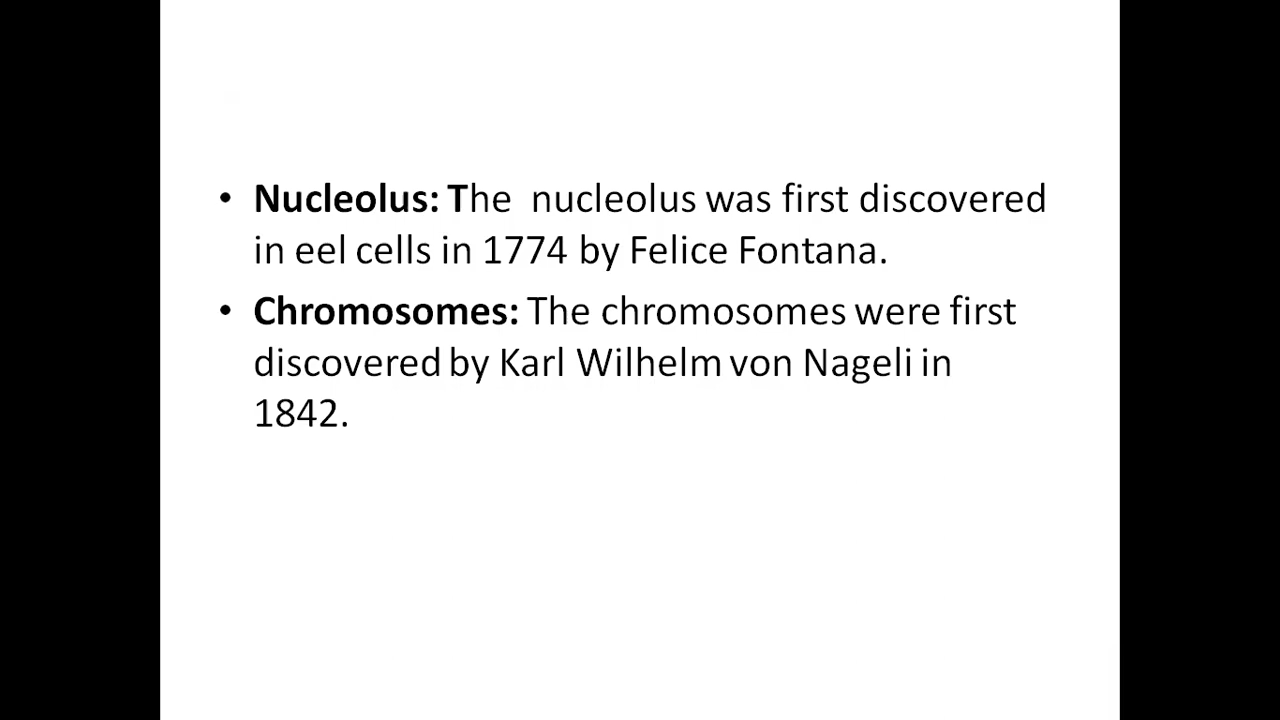 • Nucleolus: The  nucleolus was first discovered
in eel cells in 1774 by Felice Fontana.
• Chromosomes: The chromosomes were first
discovered by Karl Wilhelm von Nageli in
1842.